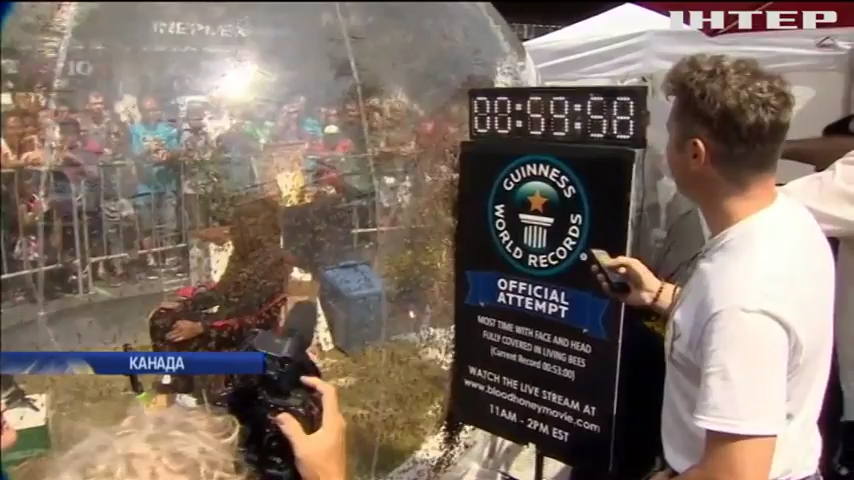 ІНТЕР
00:59:58
GUINNESS
WORLD RECORDS
OFFICIAL
ATTEMPT
MOST TIME WITH FACE AND HEAD
FULLY COVERED IN LIVING BEES
(Current Record 00:53:00)
WATCH THE LIVE STREAM AT
www.bloodhoneymovie.com
11AM - 2PM EST
КАНАДА